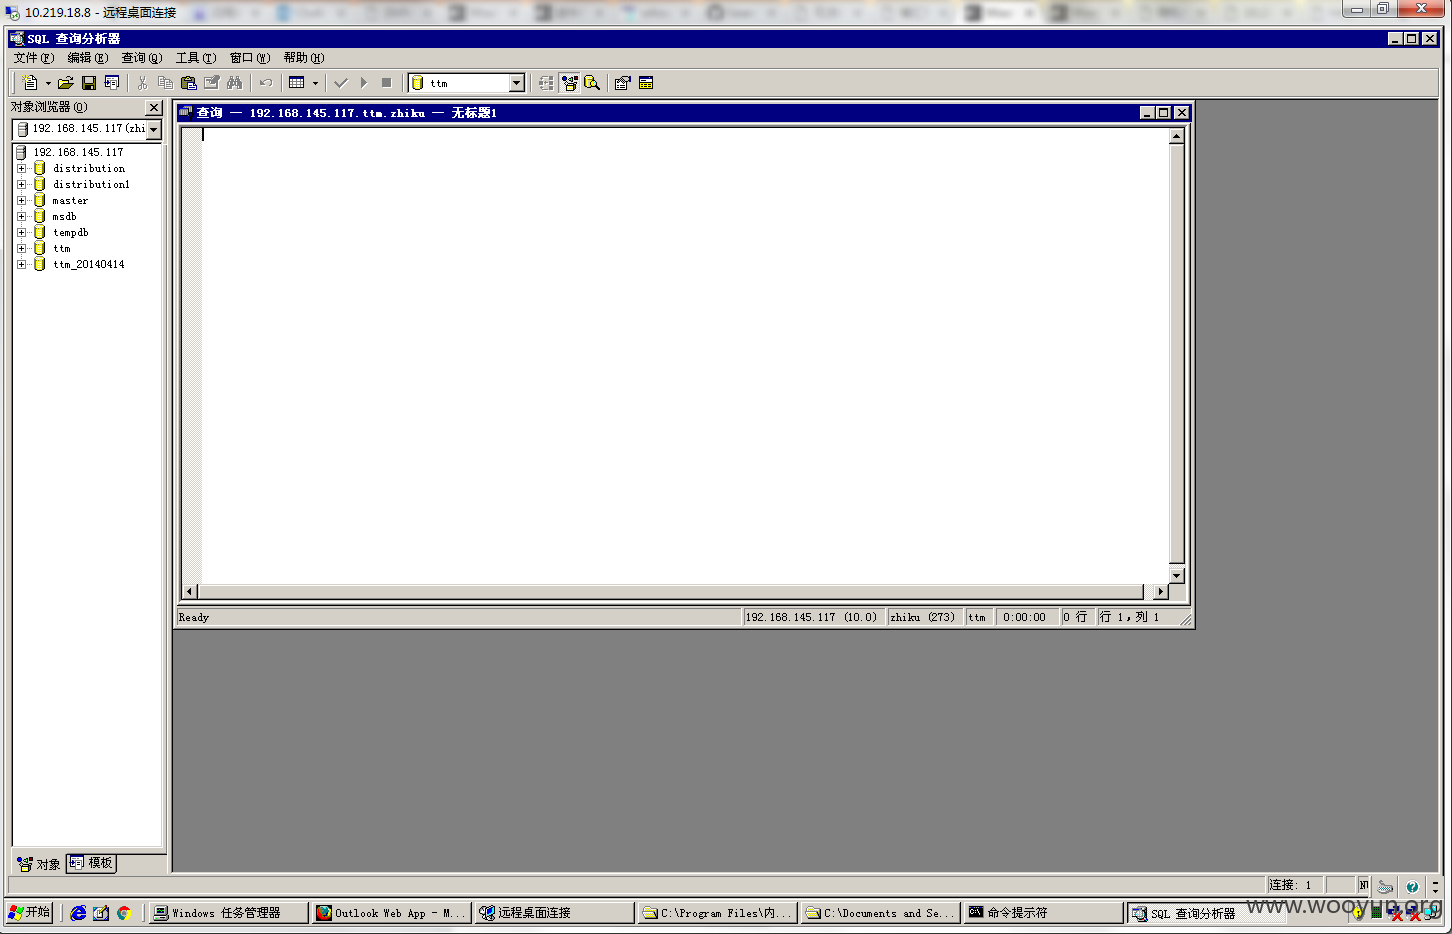 10.219.18.8 - 远程桌面连接
SQL 查询分析器
文件(F) 编辑(E) 查询(Q) 工具(T) 窗口(W) 帮助(H)
ttm
对象浏览器(O)
192.168.145.117(zhi
192.168.145.117
distribution
distribution1
master
msdb
tempdb
ttm
ttm_20140414
查询 — 192.168.145.117.ttm.zhiku — 无标题1
Ready 192.168.145.117 (10.0) zhiku (273) ttm 0:00:00 0 行 行 1，列 1
对象 模板
连接: 1
开始 Windows 任务管理器 Outlook Web App - M... 远程桌面连接 C:\Program Files\内... C:\Documents and Se... 命令提示符 SQL 查询分析器
www.wooyun.org